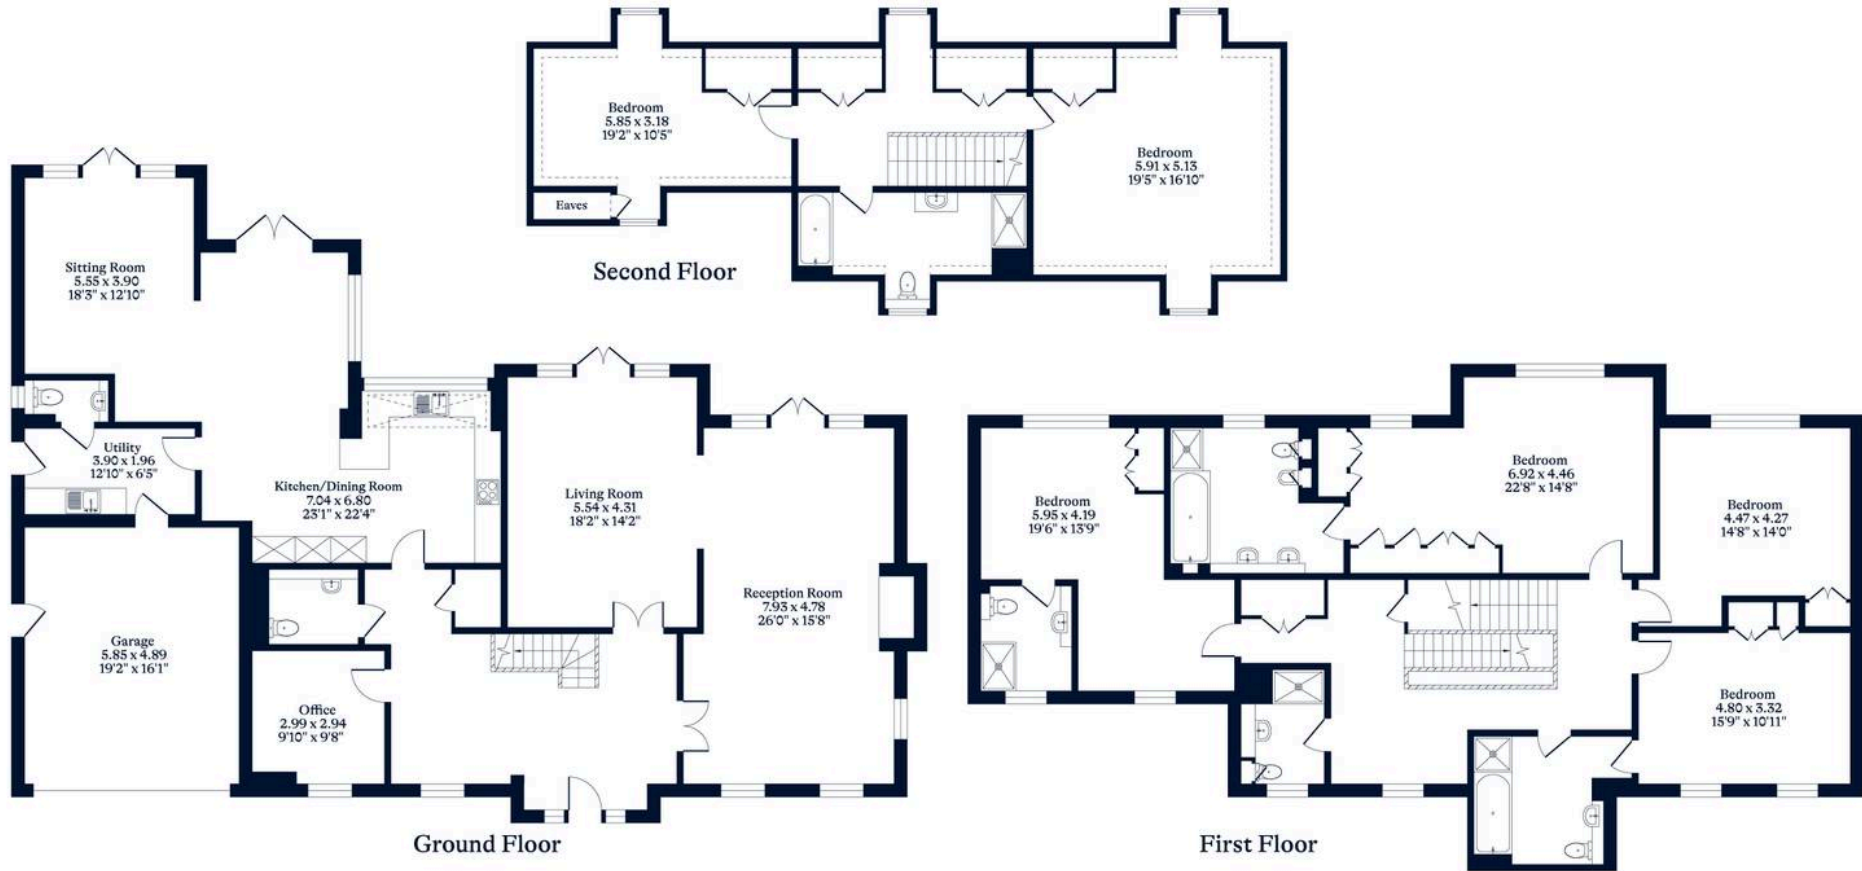 Bedroom
5.85 x 3.18
19'2" x 10'5"
Bedroom
5.91 x 5.13
19'5" x 16'10"
Eaves
Second Floor
Sitting Room
5.55 x 3.90
18'3" x 12'10"
Utility
3.90 x 1.96
12'10" x 6'5"
Kitchen/Dining Room
7.04 x 6.80
23'1" x 22'4"
Living Room
5.54 x 4.31
18'2" x 14'2"
Reception Room
7.93 x 4.78
26'0" x 15'8"
Garage
5.85 x 4.89
19'2" x 16'1"
Office
2.99 x 2.94
9'10" x 9'8"
Ground Floor
Bedroom
5.95 x 4.19
19'6" x 13'9"
Bedroom
6.92 x 4.46
22'8" x 14'8"
Bedroom
4.47 x 4.27
14'8" x 14'0"
Bedroom
4.80 x 3.32
15'9" x 10'11"
First Floor